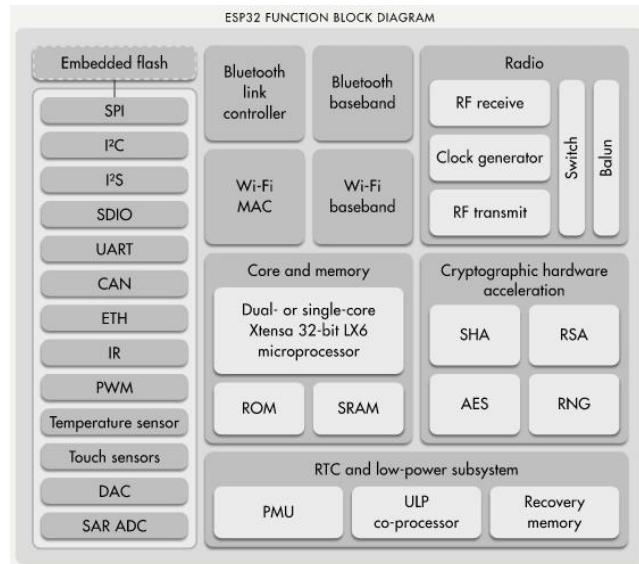 ESP32 FUNCTION BLOCK DIAGRAM
Embedded flash
SPI
I²C
I²S
SDIO
UART
CAN
ETH
IR
PWM
Temperature sensor
Touch sensors
DAC
SAR ADC
Bluetooth
link
controller
Bluetooth
baseband
Wi-Fi
MAC
Wi-Fi
baseband
Radio
RF receive
Clock generator
RF transmit
Switch
Balun
Core and memory
Dual- or single-core
Xtensa 32-bit LX6
microprocessor
ROM
SRAM
Cryptographic hardware
acceleration
SHA
RSA
AES
RNG
RTC and low-power subsystem
PMU
ULP
co-processor
Recovery
memory